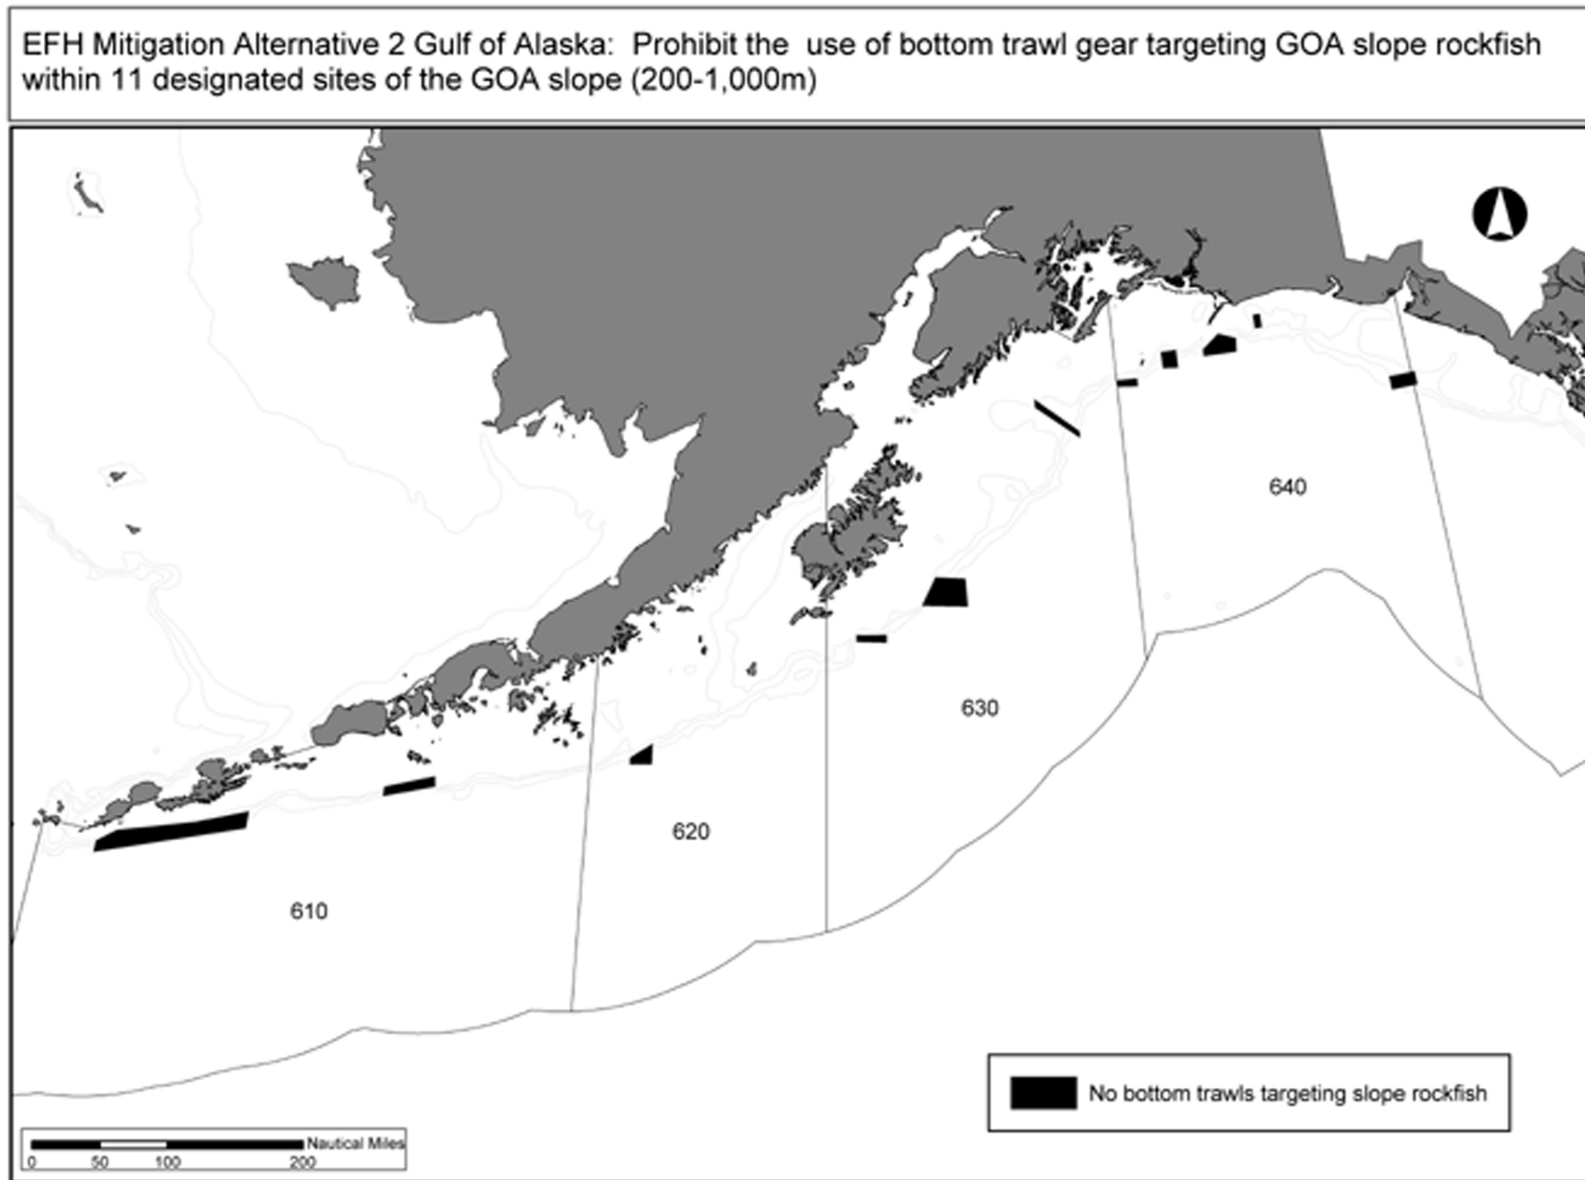 EFH Mitigation Alternative 2 Gulf of Alaska:  Prohibit the  use of bottom trawl gear targeting GOA slope rockfish
within 11 designated sites of the GOA slope (200-1,000m)
640
630
620
610
No bottom trawls targeting slope rockfish
Nautical Miles
0 50 100 200